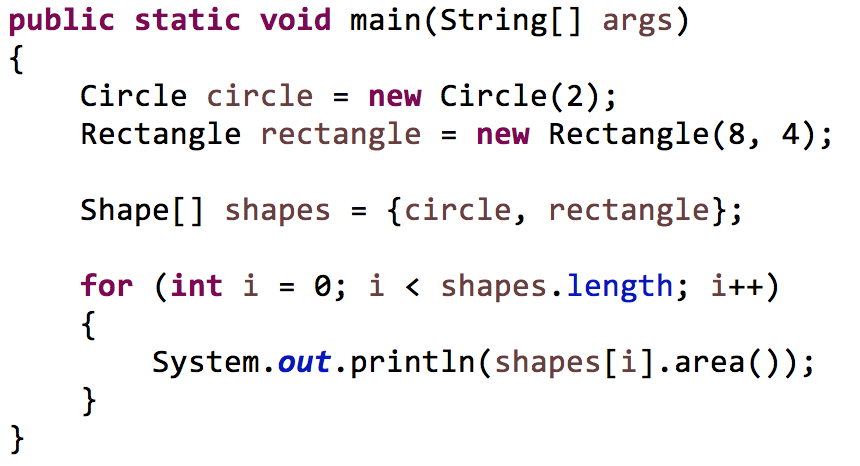 public static void main(String[] args)
{
    Circle circle = new Circle(2);
    Rectangle rectangle = new Rectangle(8, 4);

    Shape[] shapes = {circle, rectangle};

    for (int i = 0; i < shapes.length; i++)
    {
        System.out.println(shapes[i].area());
    }
}